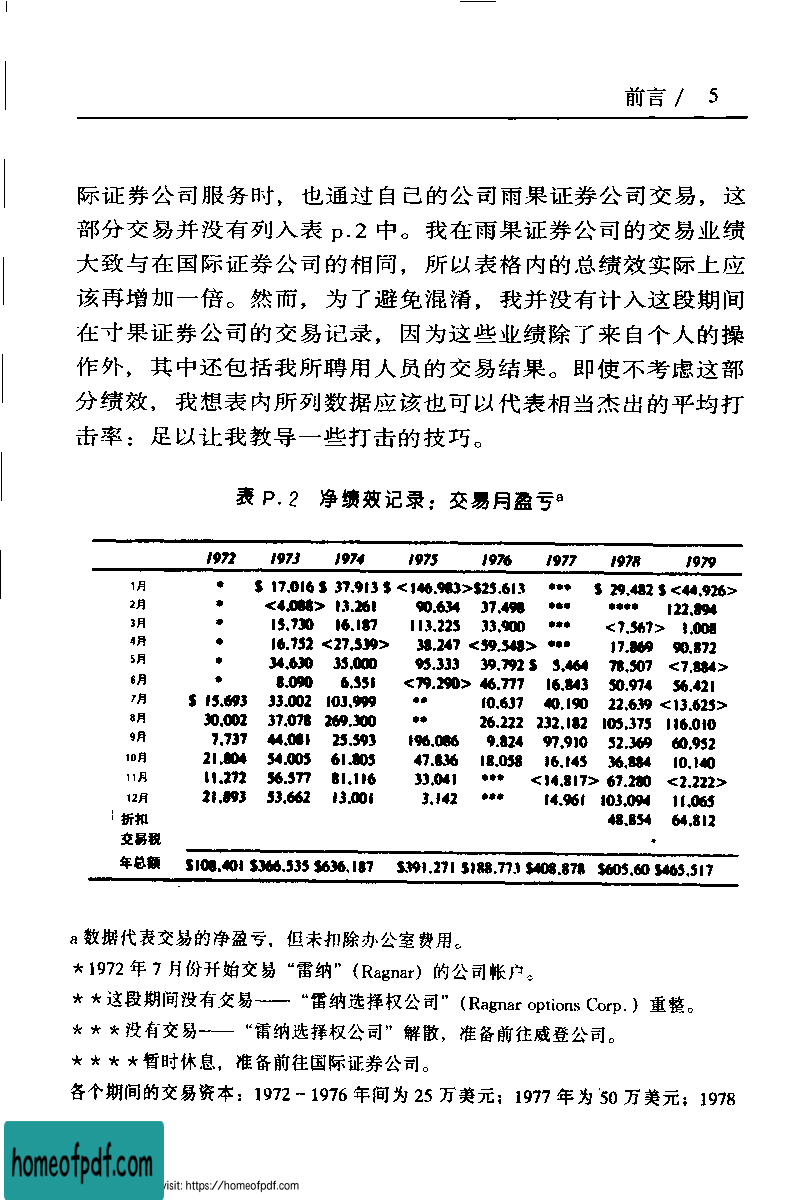 前言 / 5
际证券公司服务时，也通过自己的公司雨果证券公司交易，这
部分交易并没有列入表 p.2 中。我在雨果证券公司的交易业绩
大致与在国际证券公司的相同，所以表格内的总绩效实际上应
该再增加一倍。然而，为了避免混淆，我并没有计入这段期间
在寸果证券公司的交易记录，因为这些业绩除了来自个人的操
作外，其中还包括我所聘用人员的交易结果。即使不考虑这部
分绩效，我想表内所列数据应该也可以代表相当杰出的平均打
击率：足以让我教导一些打击的技巧。
表 P.2 净绩效记录：交易月盈亏a
1972 1973 1974 1975 1976 1977 1978 1979
1月 * $ 17.016 $ 37.913 $ <146.983> $25.613 *** $ 29.482 $ <44.926>
2月 * <4.088> 13.261 90.634 37.498 *** **** 122.894
3月 * 15.730 16.187 113.225 33,900 *** <7.567> 1.008
4月 * 16.752 <27.539> 38.247 <59.548> *** 17.869 90.872
5月 * 34,630 35.000 95.333 39.792 $ 5,464 78,507 <7,884>
6月 * 8.090 6.551 <79.290> 46.777 16.843 50.974 56.421
7月 $ 15.693 33.002 103,999 ** 10.637 40.190 22,639 <13.625>
8月 30,002 37.078 269.300 ** 26.222 232,182 105,375 116.010
9月 7,737 44,081 25.593 196.086 9.824 97,910 52.369 60,952
10月 21,804 54.005 61.805 47.836 18.058 16,145 36,884 10.140
11月 11,272 56.577 81,116 33,041 *** <14,817> 67.280 <2.222>
12月 21,893 53,662 13,001 3,142 *** 14,961 103,094 11,065
折扣 48,854 64,812
交易税
年总额 $108,401 $366.535 $636,187 $391,271 $188,773 $408,878 $605,60 $465,517
a 数据代表交易的净盈亏，但未扣除办公室费用。
*1972 年 7 月份开始交易“雷纳”（Ragnar）的公司帐户。
**这段期间没有交易——“雷纳选择权公司”（Ragnar options Corp.）重整。
***没有交易——“雷纳选择权公司”解散，准备前往威登公司。
****暂时休息，准备前往国际证券公司。
各个期间的交易资本：1972－1976 年间为 25 万美元；1977 年为 50 万美元；1978
homeofpdf.com
visit: https://homeofpdf.com